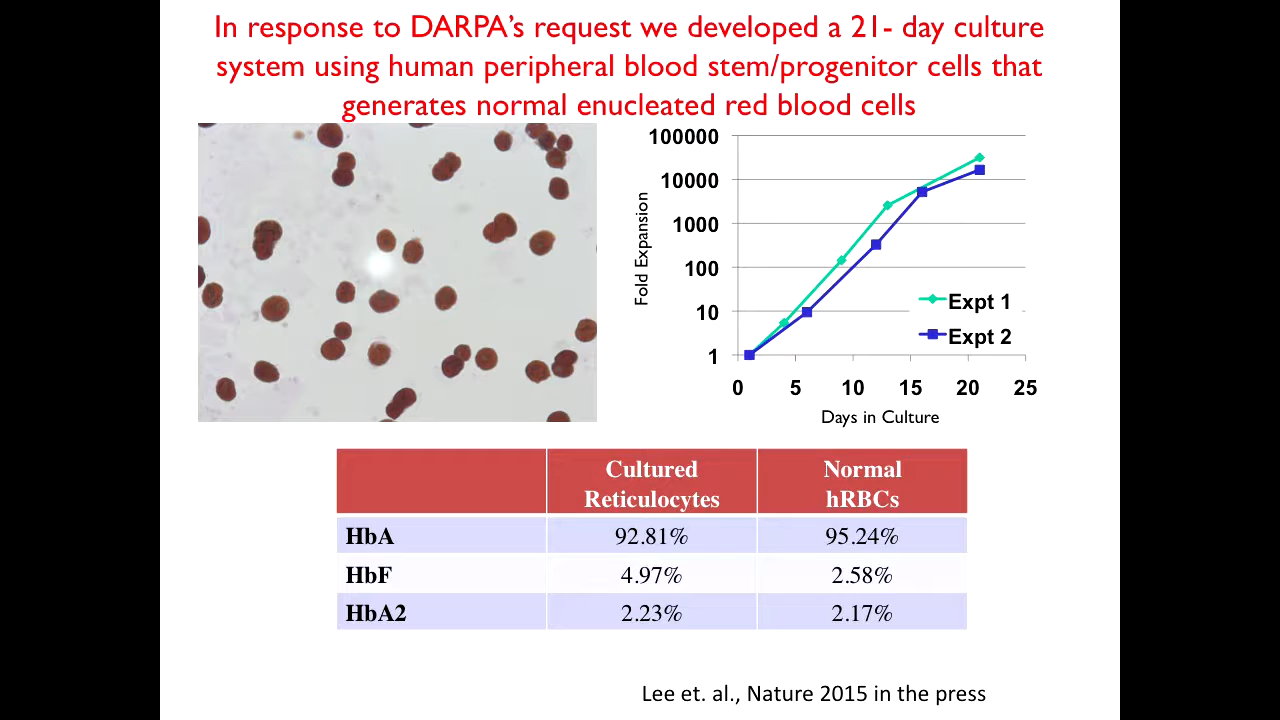 In response to DARPA's request we developed a 21- day culture
system using human peripheral blood stem/progenitor cells that
generates normal enucleated red blood cells
100000
10000
1000
100
10
1
Fold Expansion
Expt 1
Expt 2
0 5 10 15 20 25
Days in Culture
Cultured Reticulocytes Normal hRBCs
HbA 92.81% 95.24%
HbF 4.97% 2.58%
HbA2 2.23% 2.17%
Lee et. al., Nature 2015 in the press